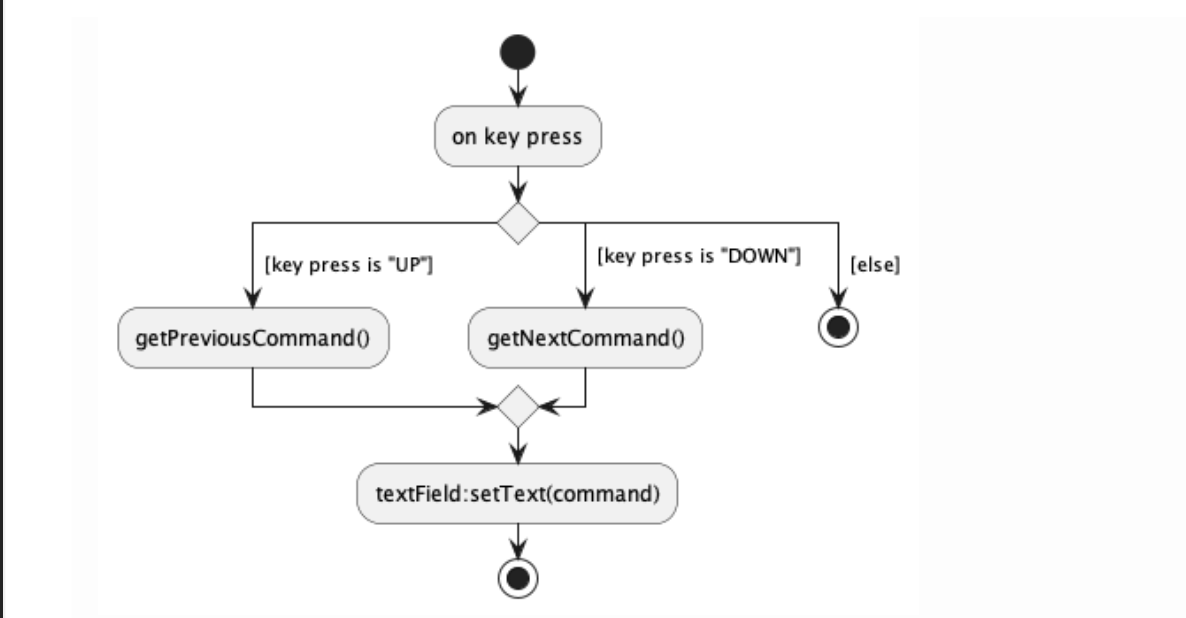 on key press
[key press is "UP"]
[key press is "DOWN"]
[else]
getPreviousCommand()
getNextCommand()
textField:setText(command)